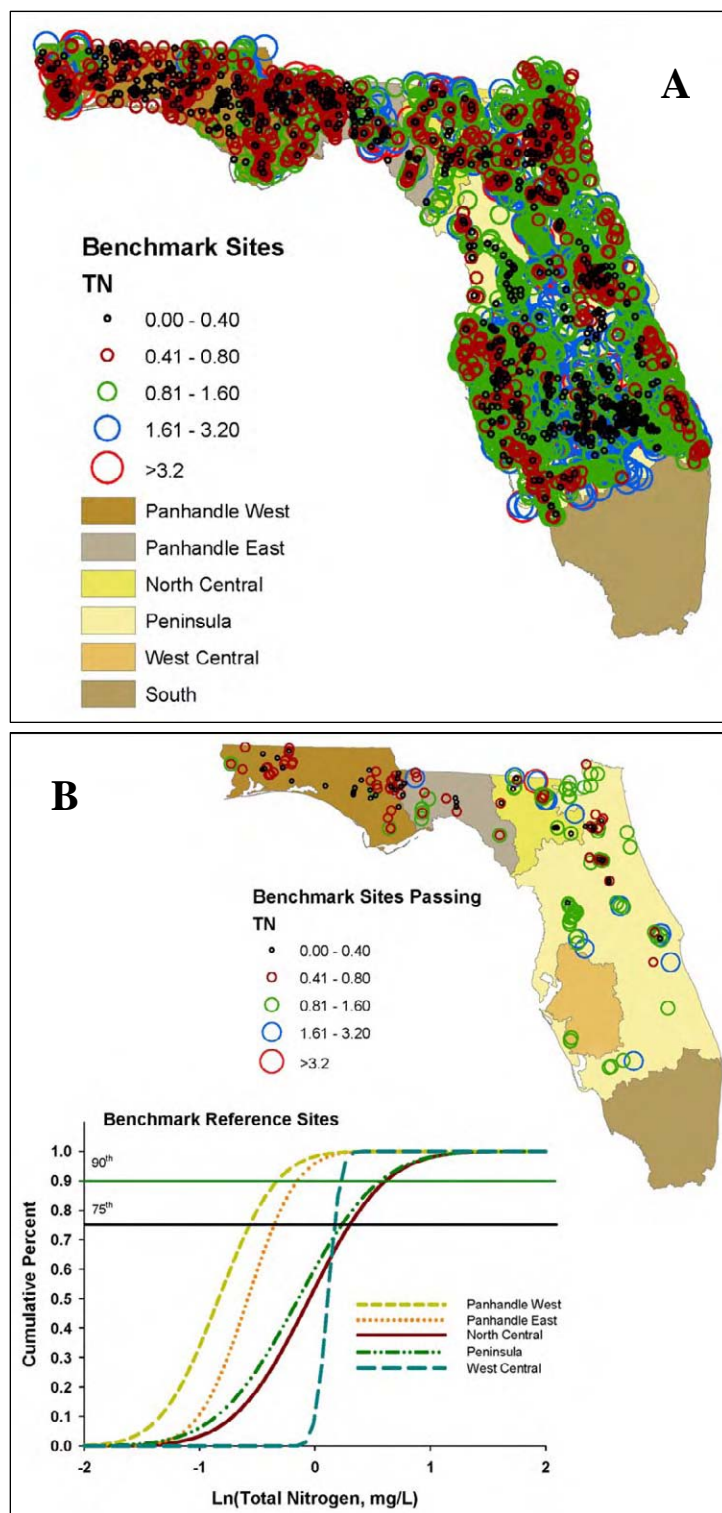 A
Benchmark Sites
TN
0.00 - 0.40
0.41 - 0.80
0.81 - 1.60
1.61 - 3.20
>3.2
Panhandle West
Panhandle East
North Central
Peninsula
West Central
South
B
Benchmark Sites Passing
TN
0.00 - 0.40
0.41 - 0.80
0.81 - 1.60
1.61 - 3.20
>3.2
Benchmark Reference Sites
Cumulative Percent
1.0
90th
0.9
0.8
75th
0.7
0.6
0.5
0.4
0.3
0.2
0.1
0.0
Panhandle West
Panhandle East
North Central
Peninsula
West Central
-2 -1 0 1 2
Ln(Total Nitrogen, mg/L)